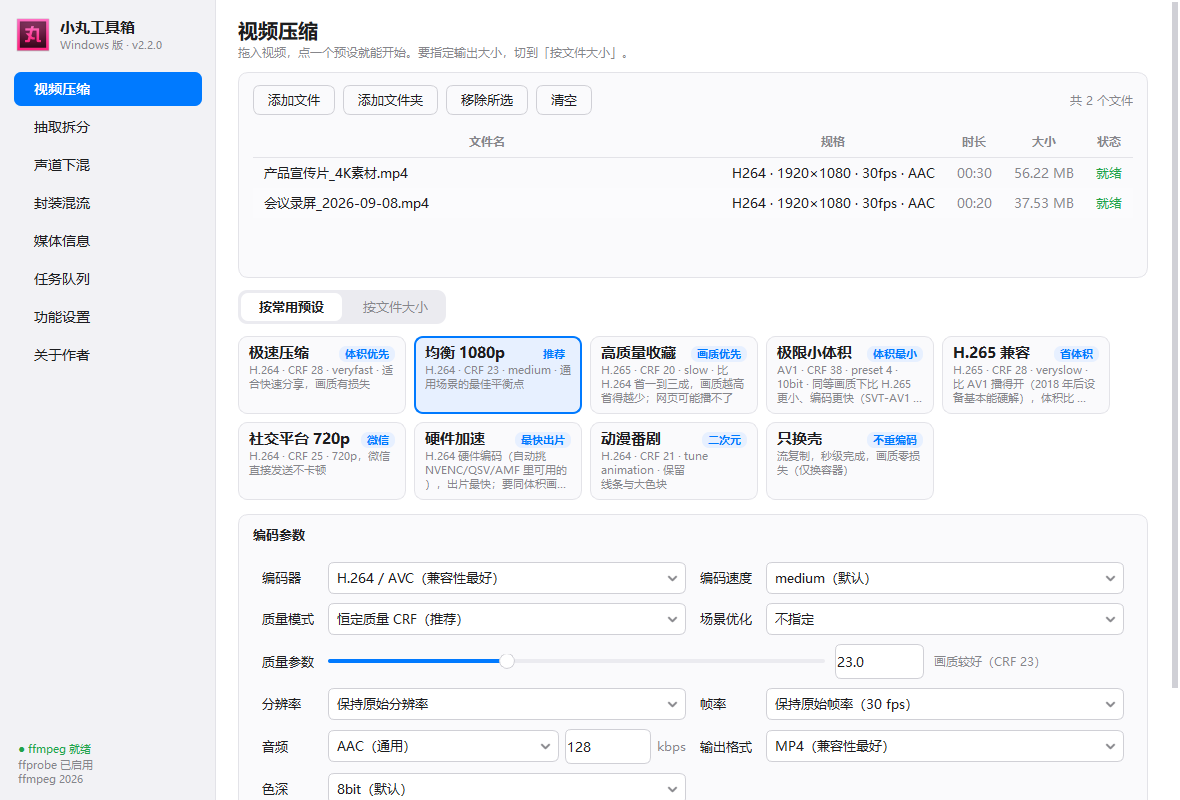 丸
小丸工具箱
Windows 版 · v2.2.0
视频压缩
抽取拆分
声道下混
封装混流
媒体信息
任务队列
功能设置
关于作者
● ffmpeg 就绪
ffprobe 已启用
ffmpeg 2026
视频压缩
拖入视频，点一个预设就能开始。要指定输出大小，切到「按文件大小」。
添加文件 添加文件夹 移除所选 清空 共 2 个文件
文件名 规格 时长 大小 状态
产品宣传片_4K素材.mp4 H264 · 1920×1080 · 30fps · AAC 00:30 56.22 MB 就绪
会议录屏_2026-09-08.mp4 H264 · 1920×1080 · 30fps · AAC 00:20 37.53 MB 就绪
按常用预设 按文件大小
极速压缩 体积优先
H.264 · CRF 28 · veryfast · 适
合快速分享，画质有损失
均衡 1080p 推荐
H.264 · CRF 23 · medium · 通
用场景的最佳平衡点
高质量收藏 画质优先
H.265 · CRF 20 · slow · 比
H.264 省一到三成，画质越高
省得越少；网页可能播不了
极限小体积 体积最小
AV1 · CRF 38 · preset 4 ·
10bit · 同等画质下比 H.265
更小、编码更快（SVT-AV1 ...
H.265 兼容 首体积
H.265 · CRF 28 · veryslow ·
比 AV1 播得开（2018 年后设
备基本能硬解），体积比 ...
社交平台 720p 微信
H.264 · CRF 25 · 720p，微信
直接发送不卡顿
硬件加速 最快出片
H.264 硬件编码（自动挑
NVENC/QSV/AMF 里可用的
），出片最快；要同体积画...
动漫番剧 二次元
H.264 · CRF 21 · tune
animation · 保留
线条与大色块
只换壳 不重编码
流复制，秒级完成，画质零损
失（仅换容器）
编码参数
编码器 H.264 / AVC（兼容性最好） 编码速度 medium（默认）
质量模式 恒定质量 CRF（推荐） 场景优化 不指定
质量参数 23.0 画质较好（CRF 23）
分辨率 保持原始分辨率 帧率 保持原始帧率（30 fps）
音频 AAC（通用） 128 kbps 输出格式 MP4（兼容性最好）
色深 8bit（默认）